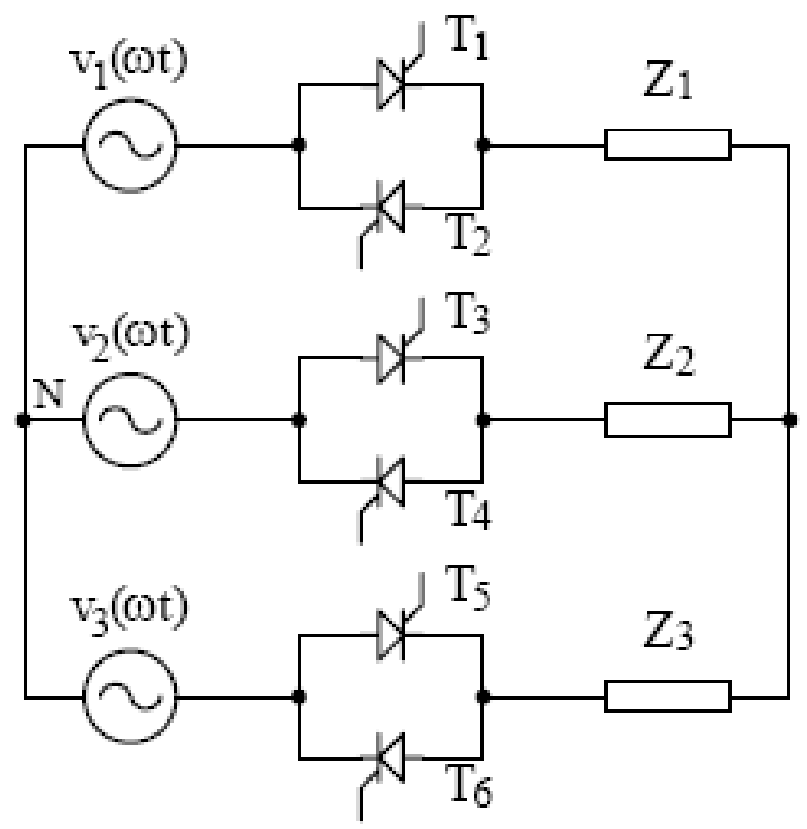 v₁(ωt)
T₁
Z₁
T₂
v₂(ωt)
T₃
Z₂
N
T₄
v₃(ωt)
T₅
Z₃
T₆